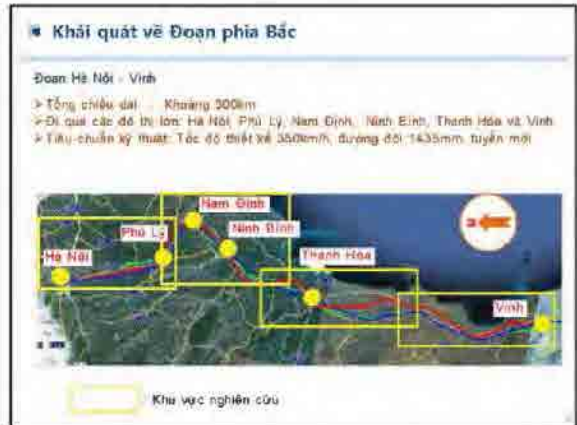 Khái quát về Đoạn phía Bắc
Đoạn Hà Nội - Vinh
➢ Tổng chiều dài : Khoảng 300km
➢ Đi qua các đô thị lớn: Hà Nội, Phủ Lý, Nam Định, Ninh Bình, Thanh Hóa và Vinh
➢ Tiêu chuẩn kỹ thuật: Tốc độ thiết kế 350km/h, đường đôi 1435mm, tuyến mới
Nam Định
Ninh Bình
Phủ Lý
Hà Nội
Thanh Hóa
Vinh
Khu vực nghiên cứu